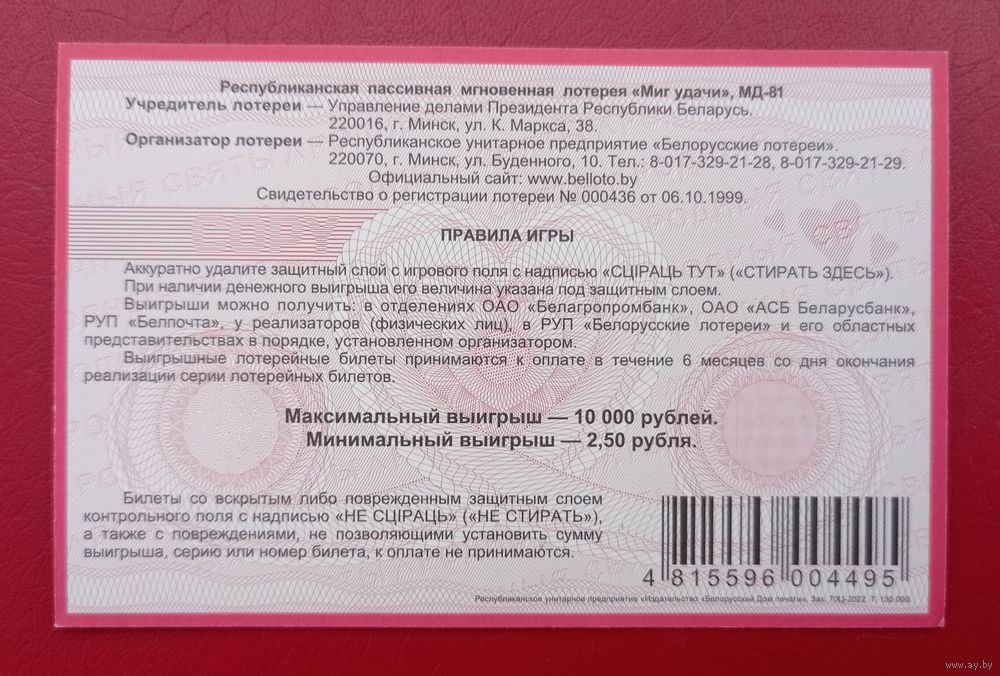 Республиканская пассивная мгновенная лотерея «Миг удачи», МД-81
Учредитель лотереи — Управление делами Президента Республики Беларусь.
220016, г. Минск, ул. К. Маркса, 38.
Организатор лотереи — Республиканское унитарное предприятие «Белорусские лотереи».
220070, г. Минск, ул. Буденного, 10. Тел.: 8-017-329-21-28, 8-017-329-21-29.
Официальный сайт: www.belloto.by
Свидетельство о регистрации лотереи № 000436 от 06.10.1999.
COPY
ПРАВИЛА ИГРЫ
Аккуратно удалите защитный слой с игрового поля с надписью «СЦІРАЦЬ ТУТ» («СТИРАТЬ ЗДЕСЬ»).
При наличии денежного выигрыша его величина указана под защитным слоем.
Выигрыши можно получить: в отделениях ОАО «Белагропромбанк», ОАО «АСБ Беларусбанк»,
РУП «Белпочта», у реализаторов (физических лиц), в РУП «Белорусские лотереи» и его областных
представительствах в порядке, установленном организатором.
Выигрышные лотерейные билеты принимаются к оплате в течение 6 месяцев со дня окончания
реализации серии лотерейных билетов.
Максимальный выигрыш — 10 000 рублей.
Минимальный выигрыш — 2,50 рубля.
Билеты со вскрытым либо поврежденным защитным слоем
контрольного поля с надписью «НЕ СЦІРАЦЬ» («НЕ СТИРАТЬ»),
а также с повреждениями, не позволяющими установить сумму
выигрыша, серию или номер билета, к оплате не принимаются.
4 815596 004495
Республиканское унитарное предприятие «Издательство «Белорусский Дом печати». Зак. 70Ц-2022. Т. 130 000.
www.ay.by